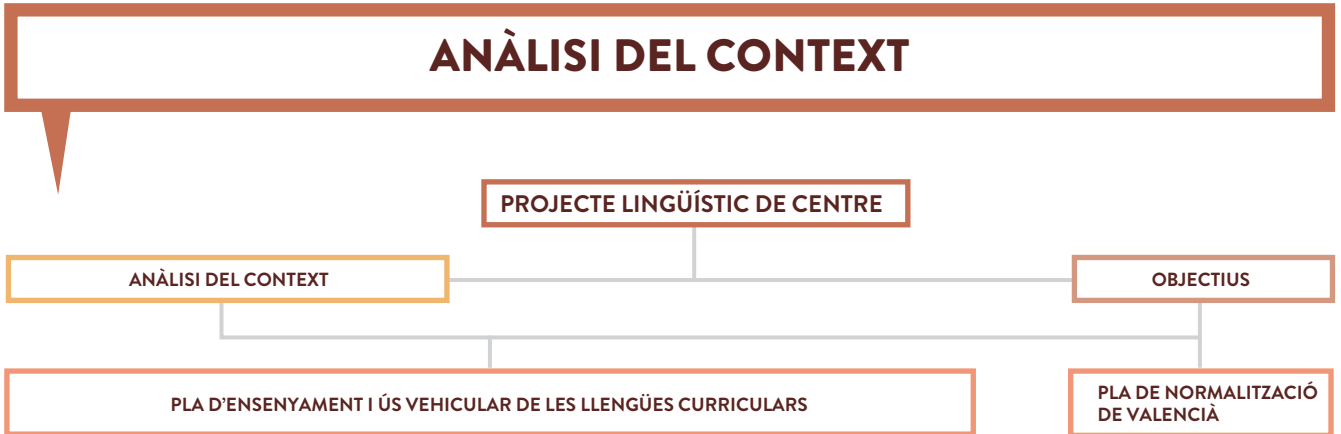 ANÀLISI DEL CONTEXT
PROJECTE LINGÜÍSTIC DE CENTRE
ANÀLISI DEL CONTEXT
OBJECTIUS
PLA D'ENSENYAMENT I ÚS VEHICULAR DE LES LLENGÜES CURRICULARS
PLA DE NORMALITZACIÓ
DE VALENCIÀ